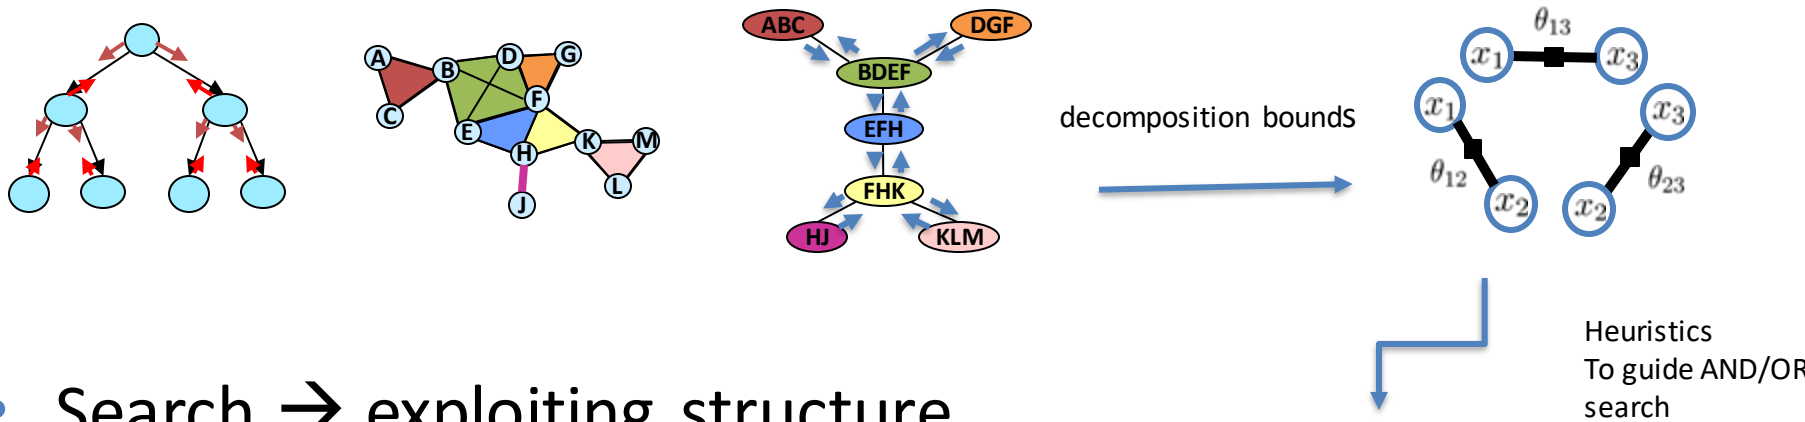 A
B
C
D
G
F
E
H
K
M
L
J
ABC
DGF
BDEF
EFH
FHK
HJ
KLM
decomposition bounds
θ13
x1
x3
x1
x3
θ12
θ23
x2
x2
Heuristics
To guide AND/OR
search
Search → exploiting structure